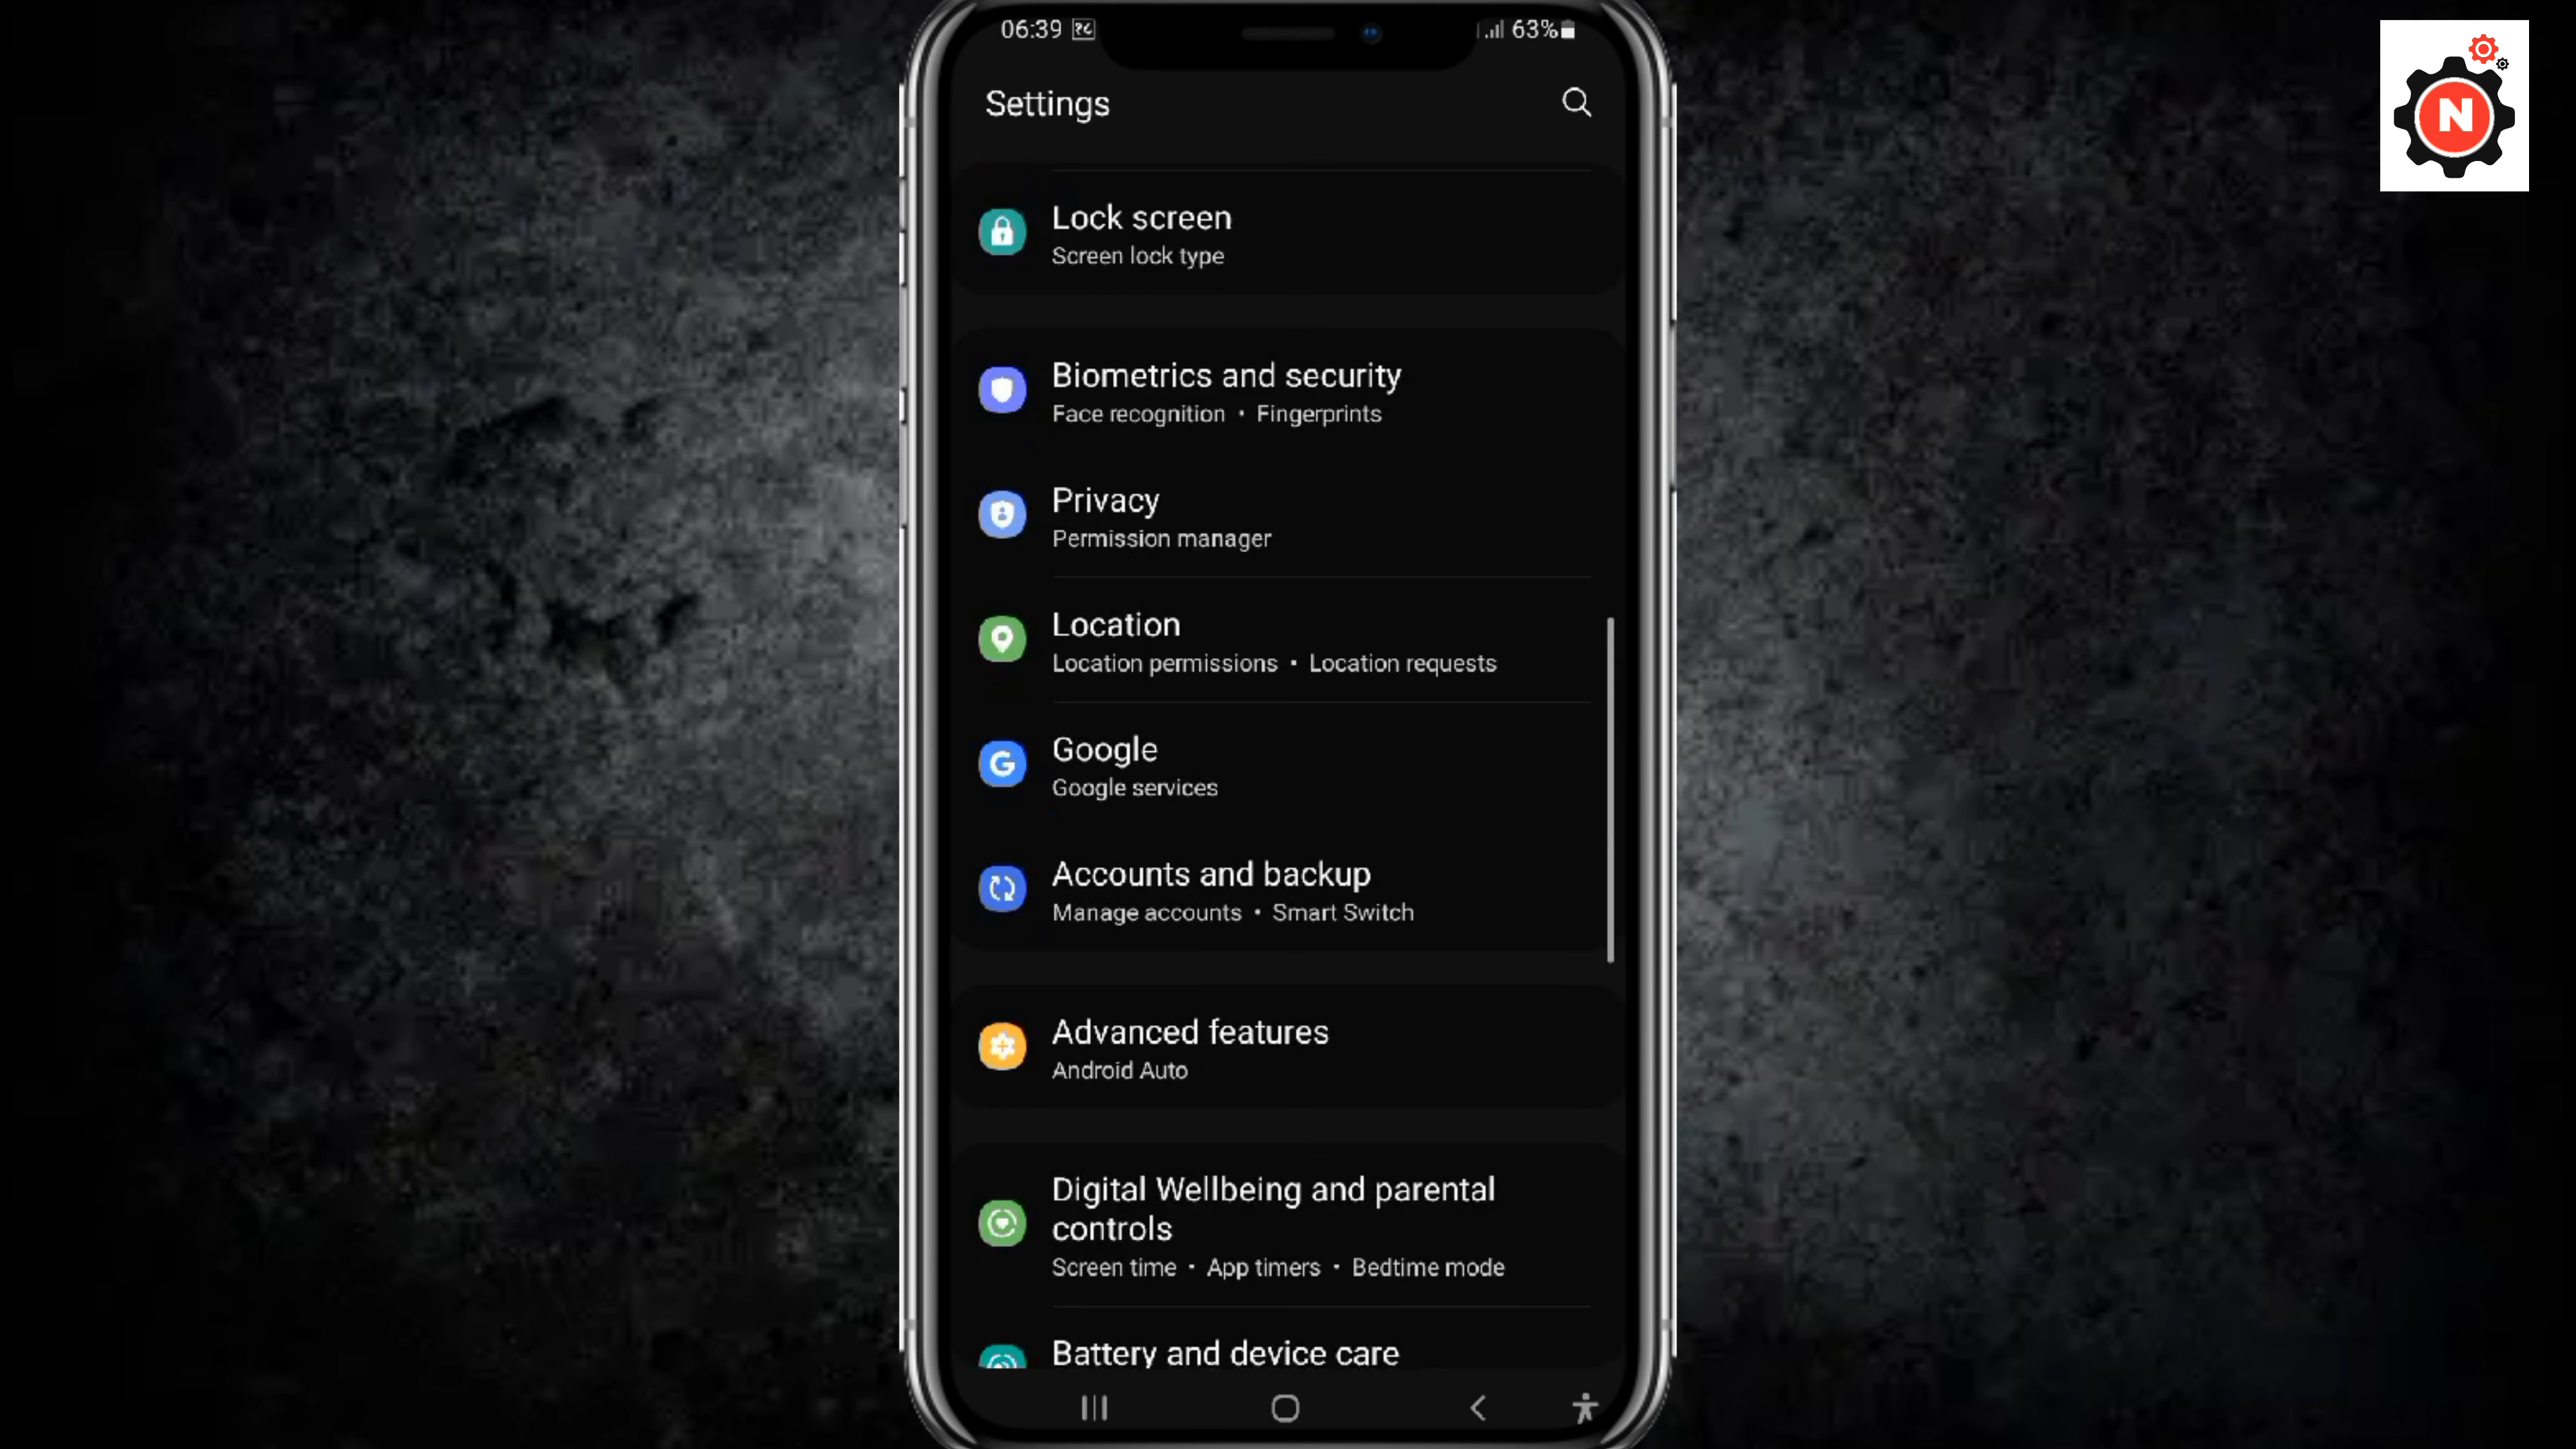 06:39 २८ 63%
N
Settings
Lock screen
Screen lock type
Biometrics and security
Face recognition • Fingerprints
Privacy
Permission manager
Location
Location permissions • Location requests
Google
Google services
Accounts and backup
Manage accounts • Smart Switch
Advanced features
Android Auto
Digital Wellbeing and parental
controls
Screen time • App timers • Bedtime mode
Battery and device care